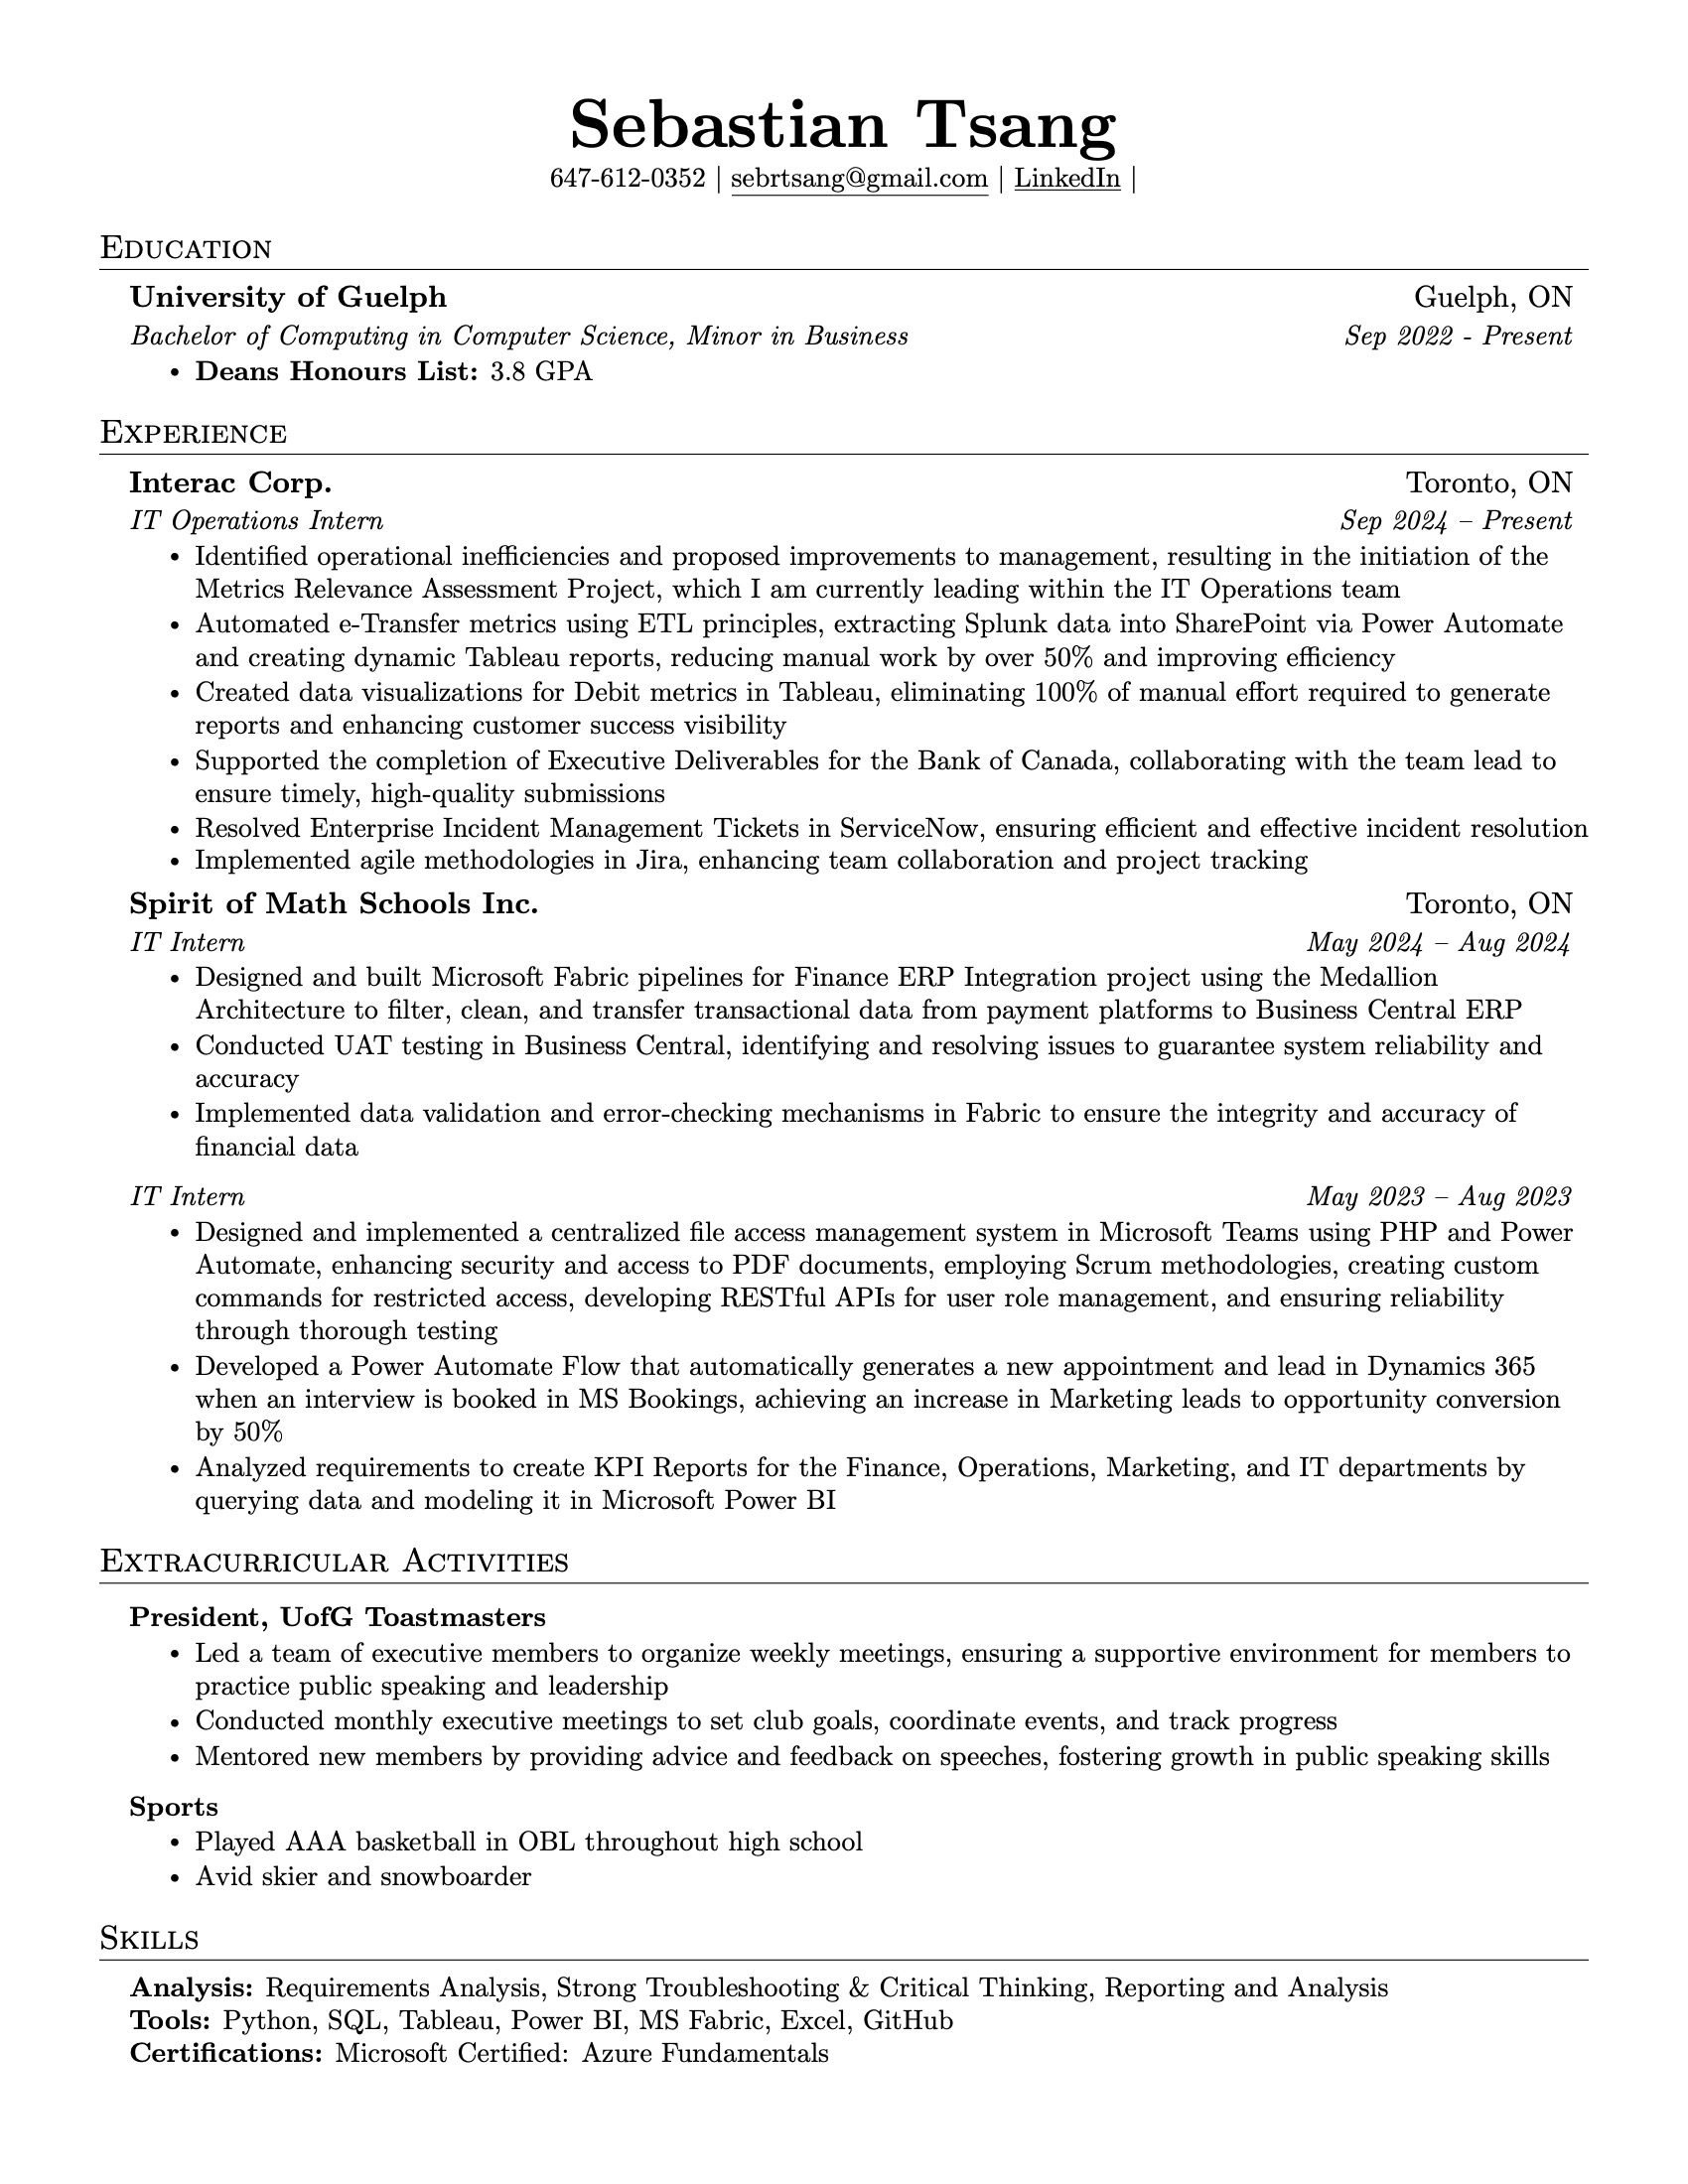 Sebastian Tsang
647-612-0352 | sebrtsang@gmail.com | LinkedIn |
Education
University of Guelph Guelph, ON
Bachelor of Computing in Computer Science, Minor in Business Sep 2022 - Present
• Deans Honours List: 3.8 GPA
Experience
Interac Corp. Toronto, ON
IT Operations Intern Sep 2024 – Present
• Identified operational inefficiencies and proposed improvements to management, resulting in the initiation of the
Metrics Relevance Assessment Project, which I am currently leading within the IT Operations team
• Automated e-Transfer metrics using ETL principles, extracting Splunk data into SharePoint via Power Automate
and creating dynamic Tableau reports, reducing manual work by over 50% and improving efficiency
• Created data visualizations for Debit metrics in Tableau, eliminating 100% of manual effort required to generate
reports and enhancing customer success visibility
• Supported the completion of Executive Deliverables for the Bank of Canada, collaborating with the team lead to
ensure timely, high-quality submissions
• Resolved Enterprise Incident Management Tickets in ServiceNow, ensuring efficient and effective incident resolution
• Implemented agile methodologies in Jira, enhancing team collaboration and project tracking
Spirit of Math Schools Inc. Toronto, ON
IT Intern May 2024 – Aug 2024
• Designed and built Microsoft Fabric pipelines for Finance ERP Integration project using the Medallion
Architecture to filter, clean, and transfer transactional data from payment platforms to Business Central ERP
• Conducted UAT testing in Business Central, identifying and resolving issues to guarantee system reliability and
accuracy
• Implemented data validation and error-checking mechanisms in Fabric to ensure the integrity and accuracy of
financial data
IT Intern May 2023 – Aug 2023
• Designed and implemented a centralized file access management system in Microsoft Teams using PHP and Power
Automate, enhancing security and access to PDF documents, employing Scrum methodologies, creating custom
commands for restricted access, developing RESTful APIs for user role management, and ensuring reliability
through thorough testing
• Developed a Power Automate Flow that automatically generates a new appointment and lead in Dynamics 365
when an interview is booked in MS Bookings, achieving an increase in Marketing leads to opportunity conversion
by 50%
• Analyzed requirements to create KPI Reports for the Finance, Operations, Marketing, and IT departments by
querying data and modeling it in Microsoft Power BI
Extracurricular Activities
President, UofG Toastmasters
• Led a team of executive members to organize weekly meetings, ensuring a supportive environment for members to
practice public speaking and leadership
• Conducted monthly executive meetings to set club goals, coordinate events, and track progress
• Mentored new members by providing advice and feedback on speeches, fostering growth in public speaking skills
Sports
• Played AAA basketball in OBL throughout high school
• Avid skier and snowboarder
Skills
Analysis: Requirements Analysis, Strong Troubleshooting & Critical Thinking, Reporting and Analysis
Tools: Python, SQL, Tableau, Power BI, MS Fabric, Excel, GitHub
Certifications: Microsoft Certified: Azure Fundamentals